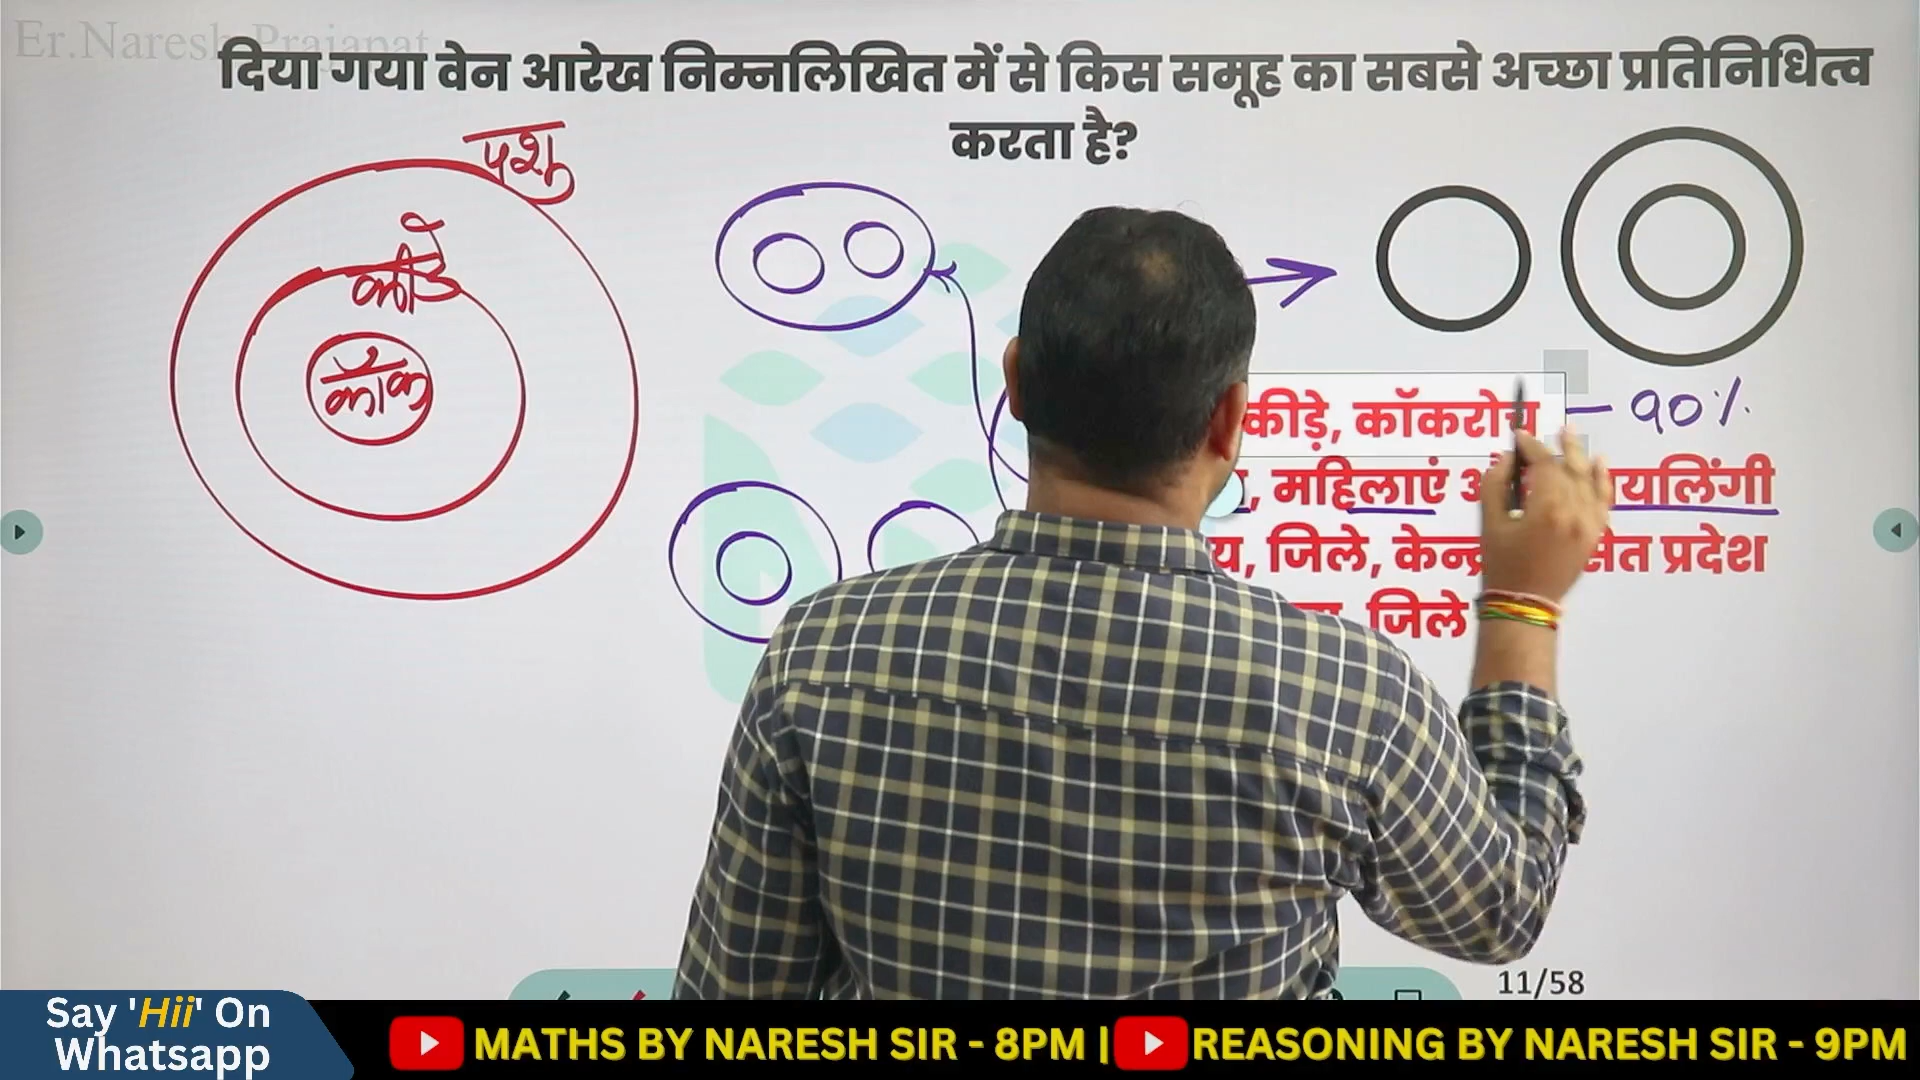 Er.Naresh Prajapat
दिया गया वेन आरेख निम्नलिखित में से किस समूह का सबसे अच्छा प्रतिनिधित्व
करता है?
पशु
कीड़े
कॉक
कीड़े, कॉकरोच
90%
, महिलाएं
जिले, केन्द्र प्रदेश
जिले
11/58
Say 'Hii' On
Whatsapp
MATHS BY NARESH SIR - 8PM | REASONING BY NARESH SIR - 9PM